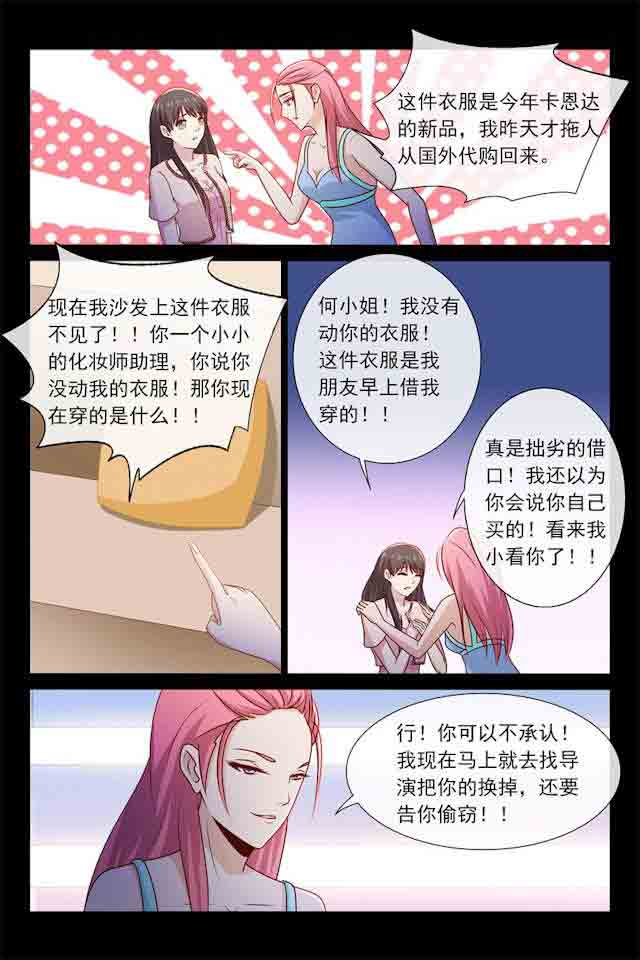 这件衣服是今年卡恩达
的新品，我昨天才拖人
从国外代购回来。
现在我沙发上这件衣服
不见了！！你一个小小
的化妆师助理，你说你
没动我的衣服！那你现
在穿的是什么！！
何小姐！我没有
动你的衣服！
这件衣服是我
朋友早上借我
穿的！！
真是拙劣的借
口！我还以为
你会说你自己
买的！看来我
小看你了！！
行！你可以不承认！
我现在马上就去找导
演把你的换掉，还要
告你偷窃！！